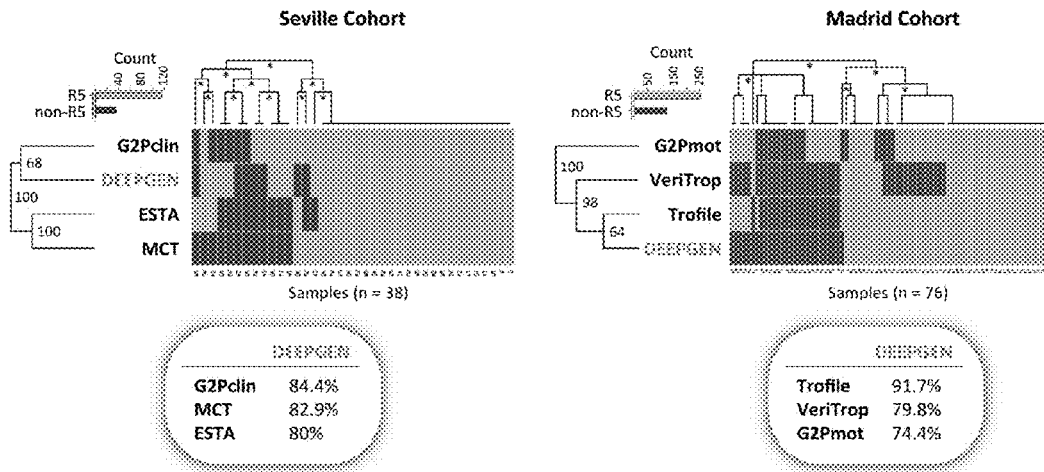 Seville Cohort
Count
40 80 120
R5
non-R5
G2Pclin
DEEPGEN
ESTA
MCT
68
100
100
Samples (n = 38)
DEEPGEN
G2Pclin 84.4%
MCT 82.9%
ESTA 80%
Madrid Cohort
Count
50 150 250
R5
non-R5
G2Pmot
VeriTrop
Trofile
DEEPGEN
100
98
64
Samples (n = 76)
DEEPGEN
Trofile 91.7%
VeriTrop 79.8%
G2Pmot 74.4%